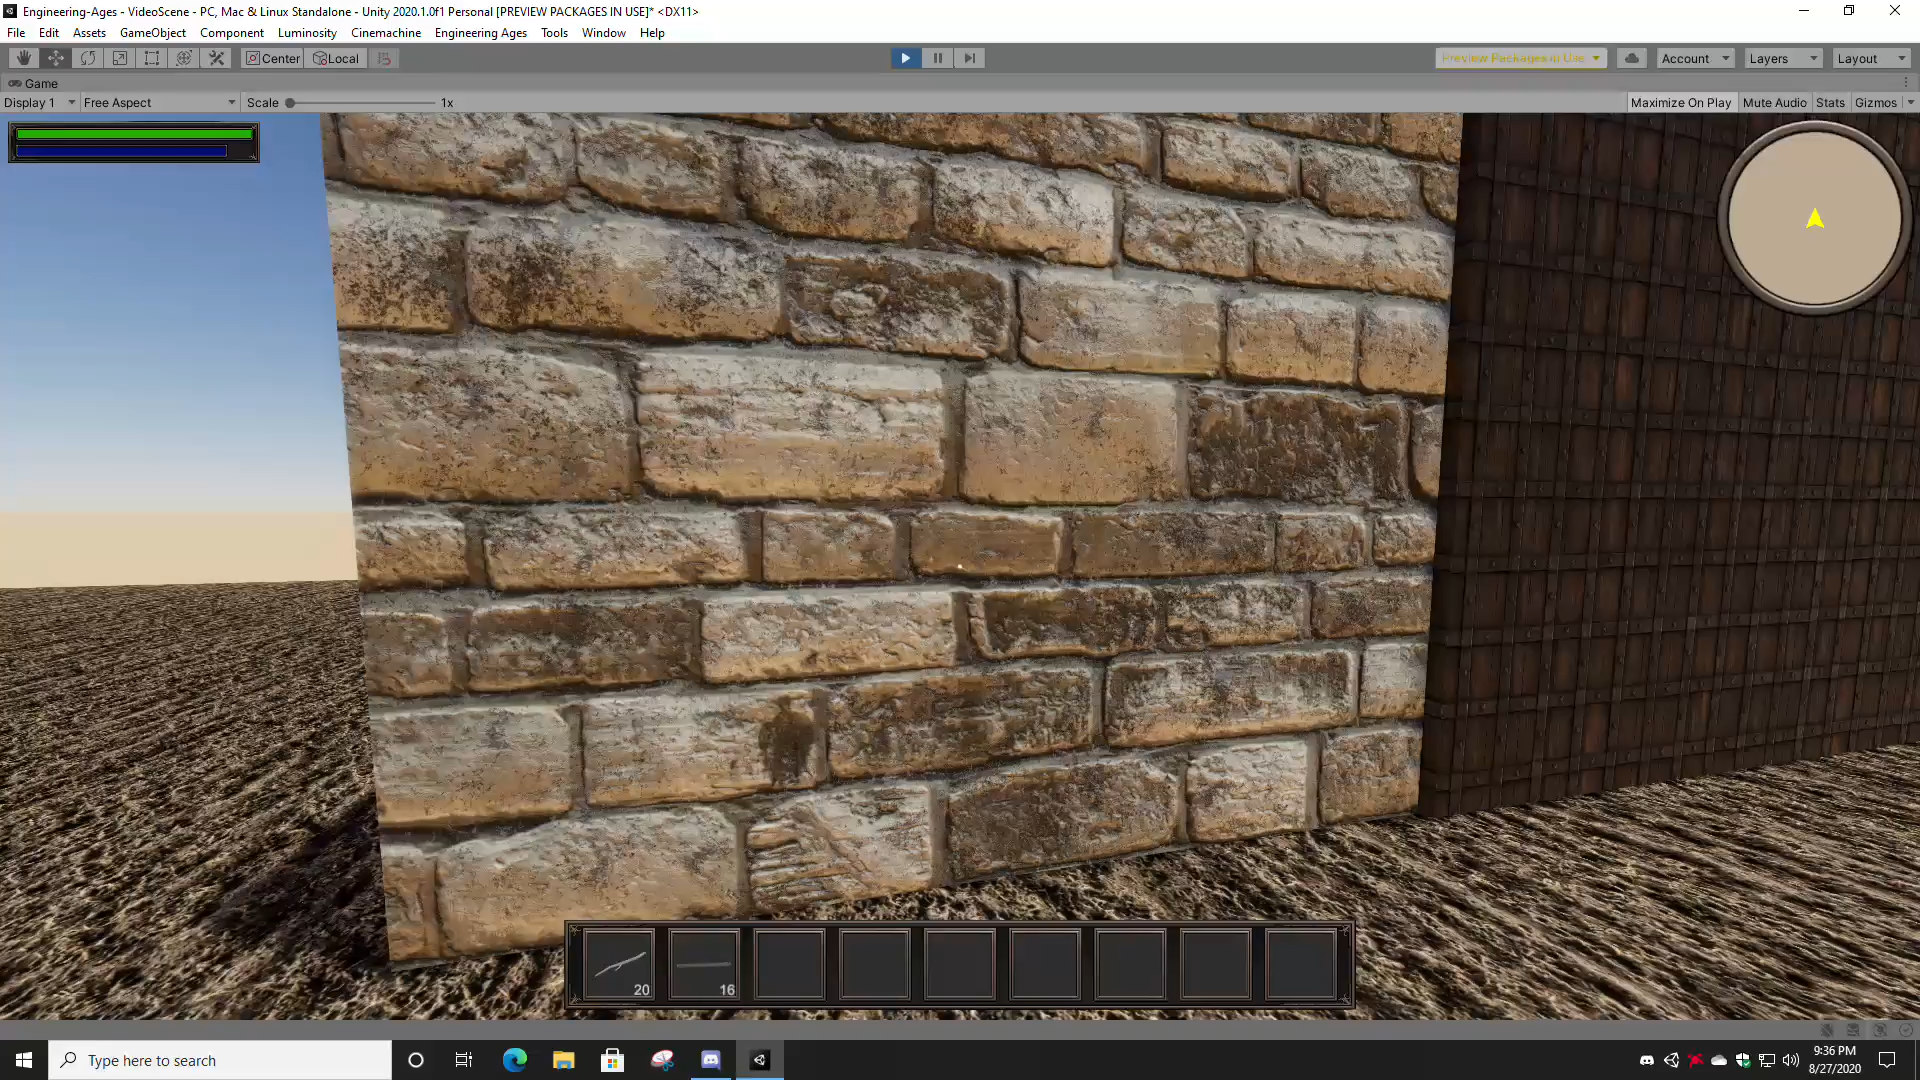 Engineering-Ages - VideoScene - PC, Mac & Linux Standalone - Unity 2020.1.0f1 Personal [PREVIEW PACKAGES IN USE]* <DX11>
File Edit Assets GameObject Component Luminosity Cinemachine Engineering Ages Tools Window Help
Center Local Preview Packages in Use Account Layers Layout
Game
Display 1 Free Aspect Scale 1x Maximize On Play Mute Audio Stats Gizmos
20 16
Type here to search
9:36 PM
8/27/2020